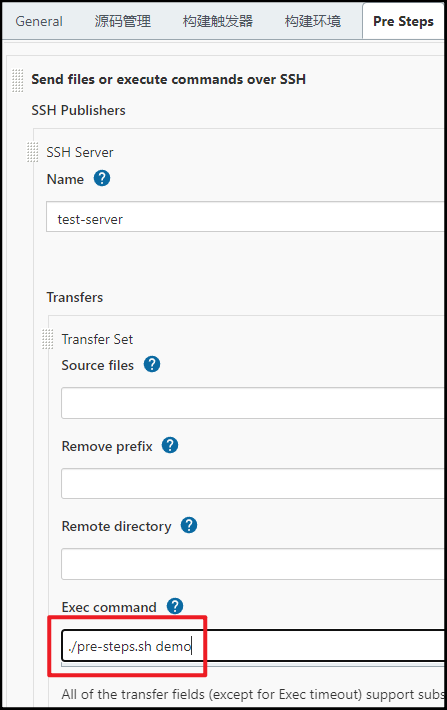 General 源码管理 构建触发器 构建环境 Pre Steps
Send files or execute commands over SSH
SSH Publishers
SSH Server
Name
test-server
Transfers
Transfer Set
Source files
Remove prefix
Remote directory
Exec command
./pre-steps.sh demo
All of the transfer fields (except for Exec timeout) support subs